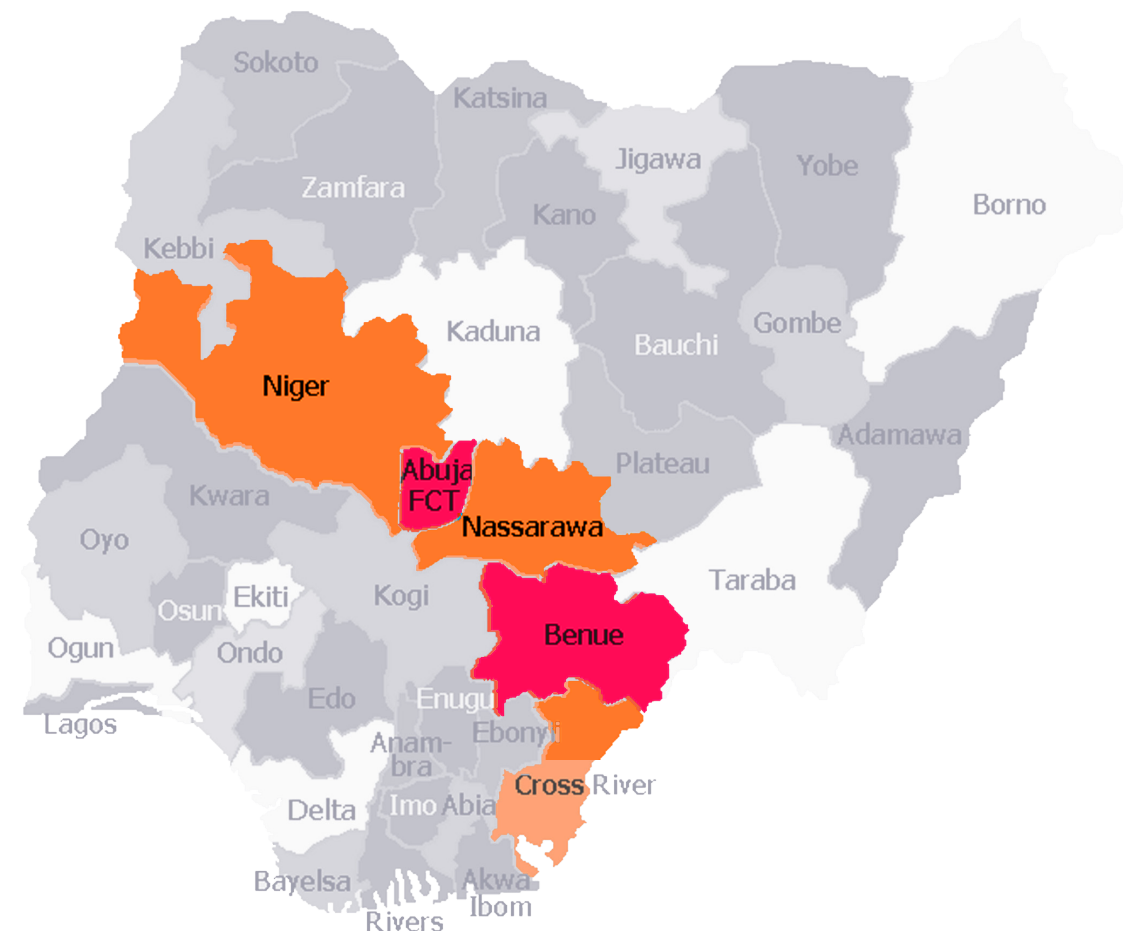 Sokoto
Katsina
Jigawa
Yobe
Zamfara
Borno
Kano
Kebbi
Gombe
Kaduna
Bauchi
Niger
Adamawa
Plateau
Abuja
FCT
Kwara
Nassarawa
Oyo
Taraba
Kogi
Ekiti
Osun
Benue
Ogun
Ondo
Edo
Enugu
Lagos
Ebonyi
Anam-
bra
Cross River
Imo
Abia
Delta
Bayelsa
Akwa
Ibom
Rivers